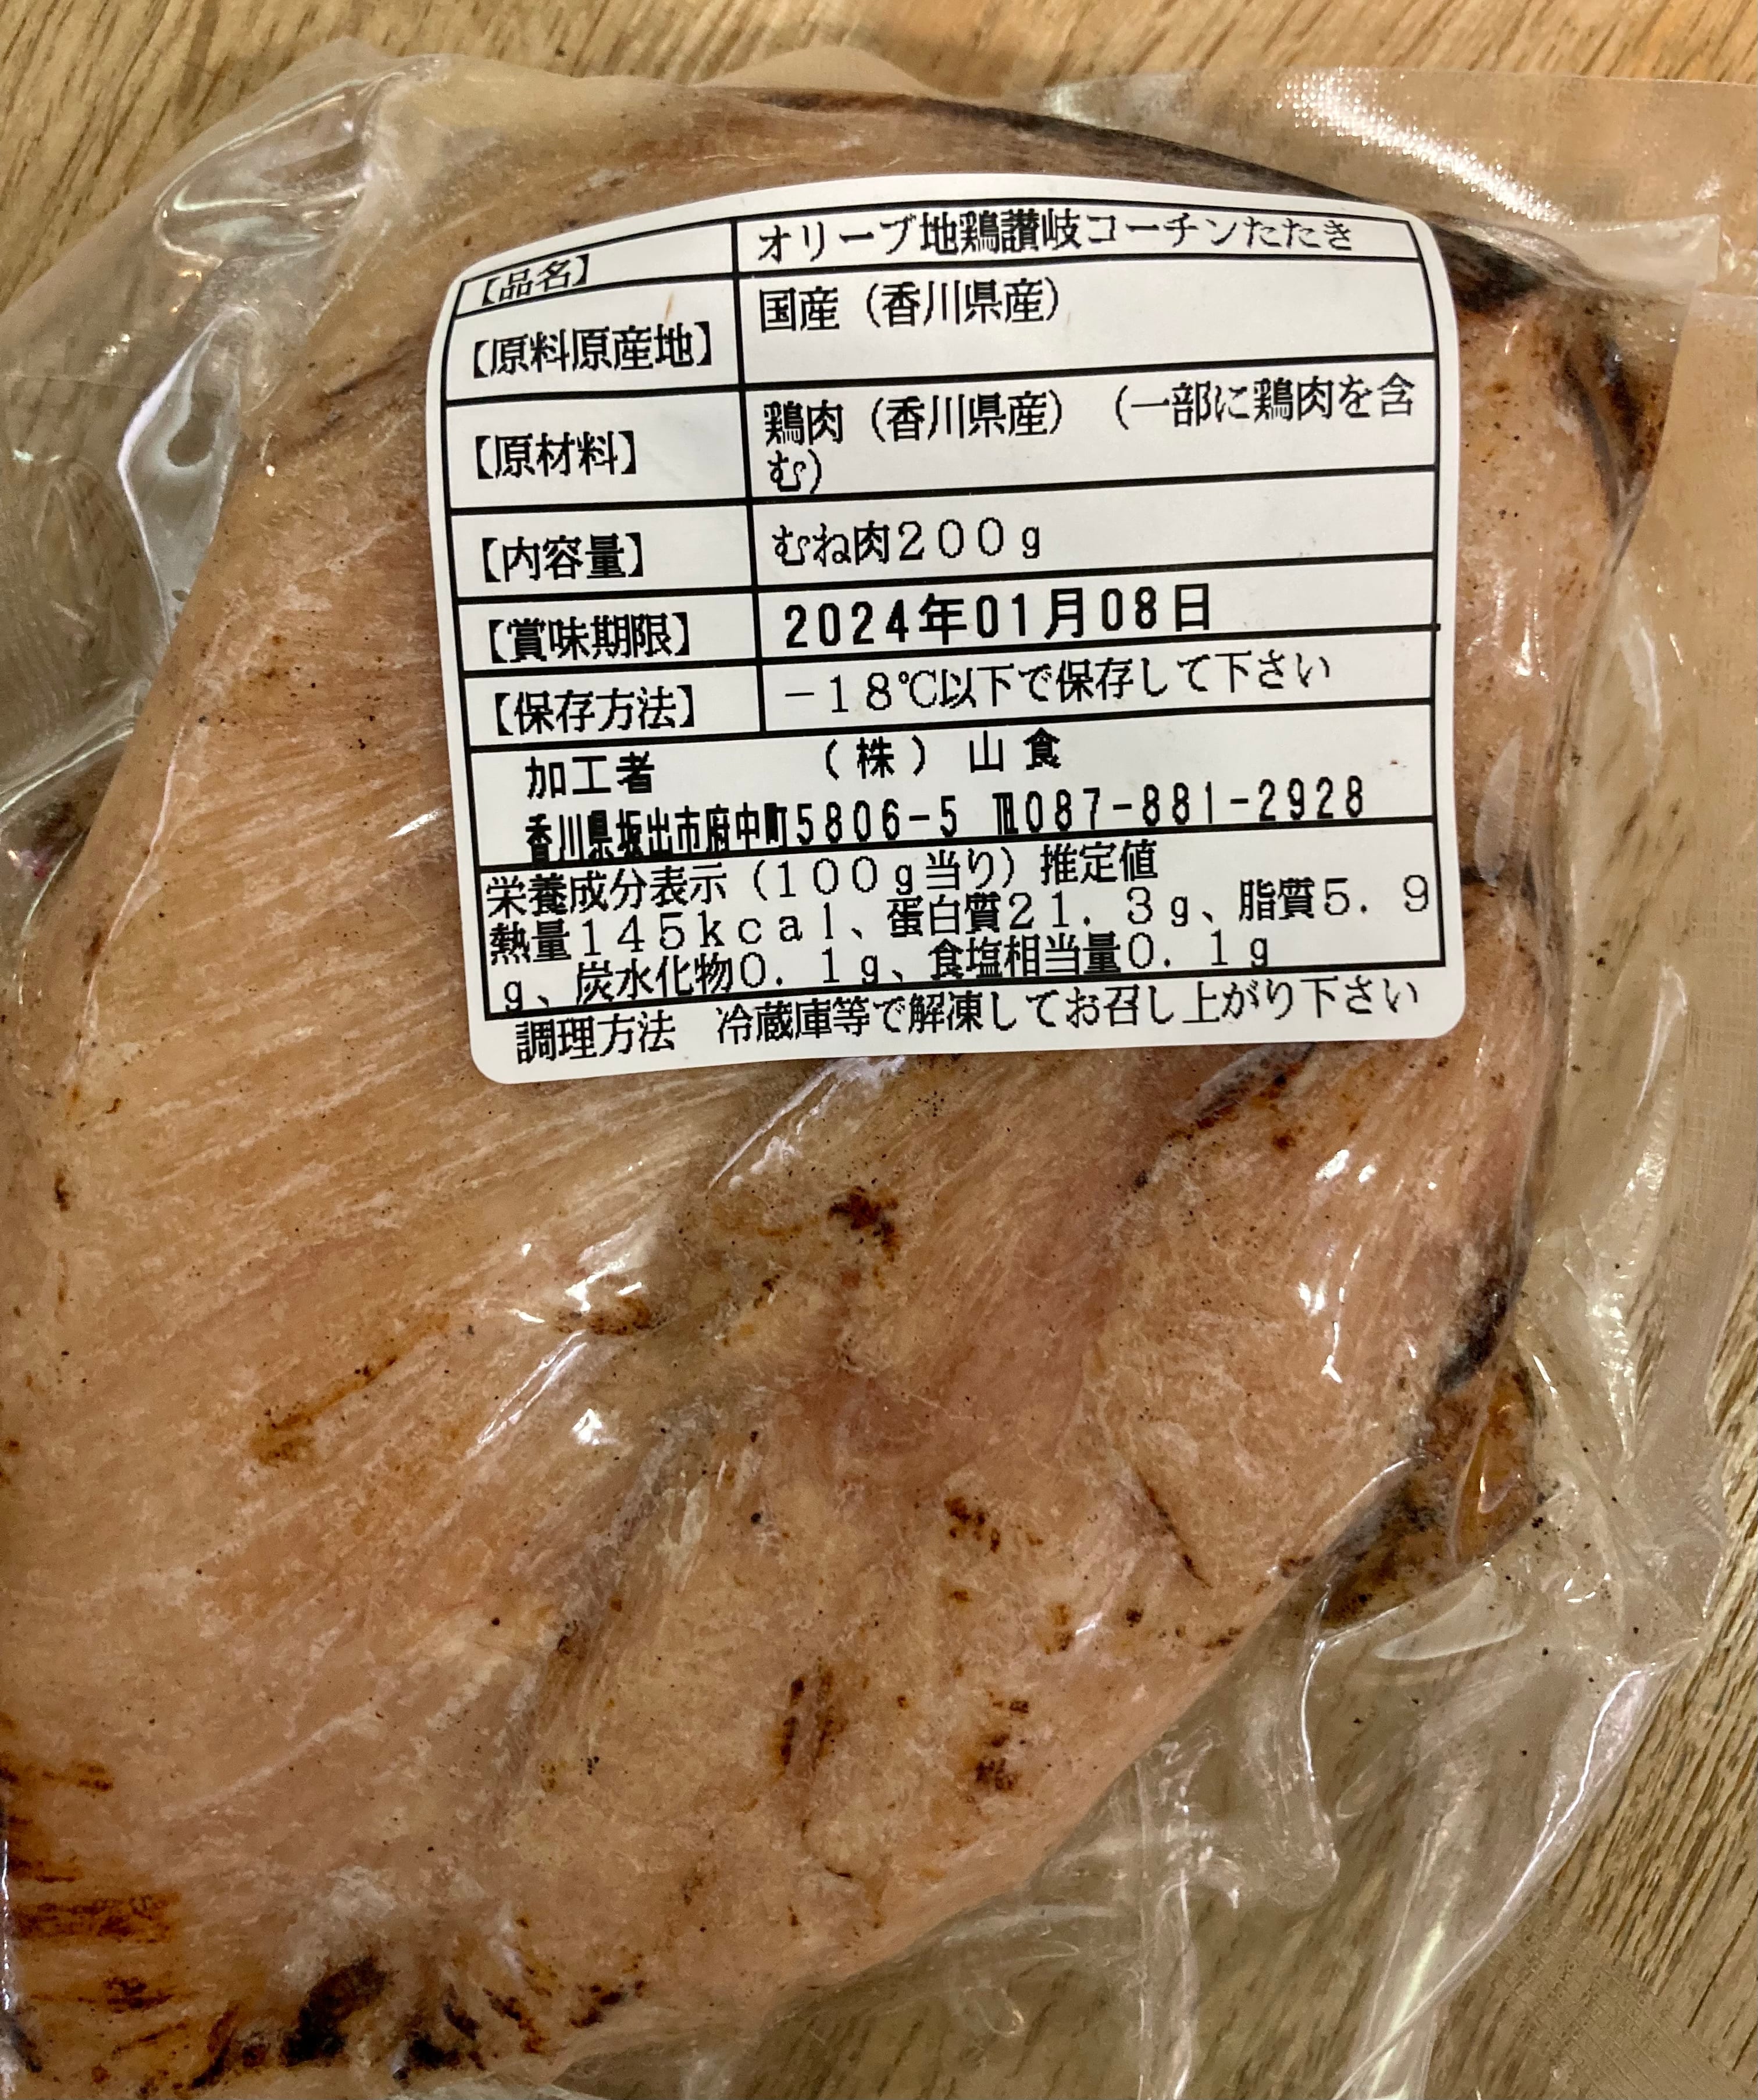 【品名】 オリーブ地鶏讃岐コーチンたたき
【原料原産地】 国産（香川県産）
【原材料】 鶏肉（香川県産）（一部に鶏肉を含
む）
【内容量】 むね肉２００ｇ
【賞味期限】 2024年01月08日
【保存方法】 －１８℃以下で保存して下さい
加工者 （株）山食
香川県坂出市府中町5806-5 ℡087-881-2928
栄養成分表示（１００ｇ当り）推定値
熱量１４５ｋｃａｌ、蛋白質２１．３ｇ、脂質５．９
ｇ、炭水化物０．１ｇ、食塩相当量０．１ｇ
調理方法 冷蔵庫等で解凍してお召し上がり下さい